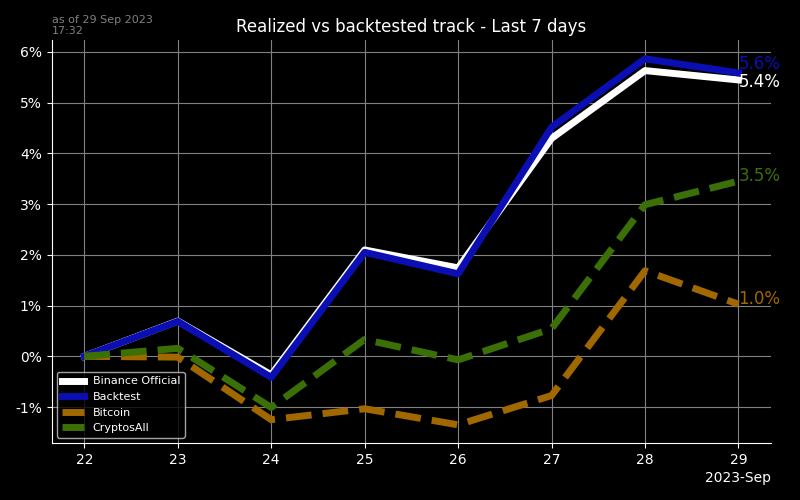 as of 29 Sep 2023
17:32
Realized vs backtested track - Last 7 days
6%
5%
4%
3%
2%
1%
0%
-1%
5.6%
5.4%
3.5%
1.0%
Binance Official
Backtest
Bitcoin
CryptosAll
22 23 24 25 26 27 28 29
2023-Sep